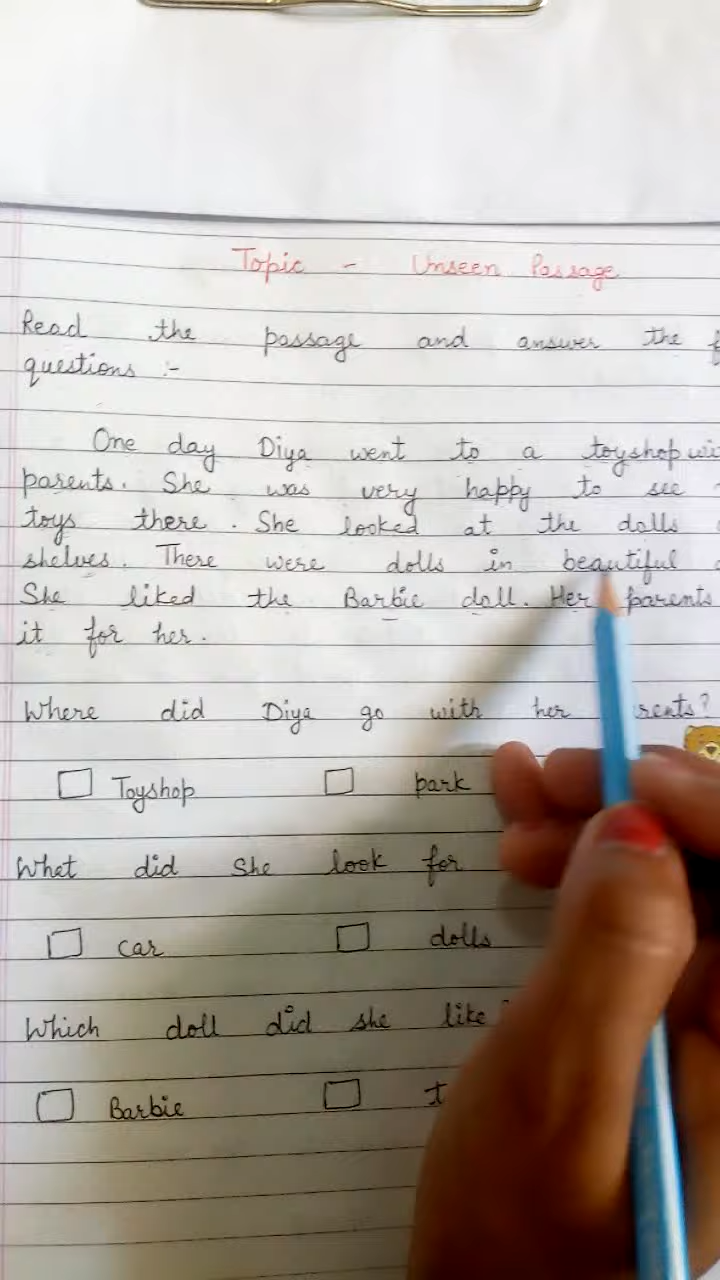 Topic - Unseen Passage
Read the passage and answer the
questions :-
One day Diya went to a toyshop
parents. She was very happy to see
toys there. She looked at the dolls
shelves. There were dolls in beautiful
She liked the Barbie doll. Her parents
it for her.
Where did Diya go with her
Toyshop park
What did she look for
car dolls
Which doll did she like?
Barbie